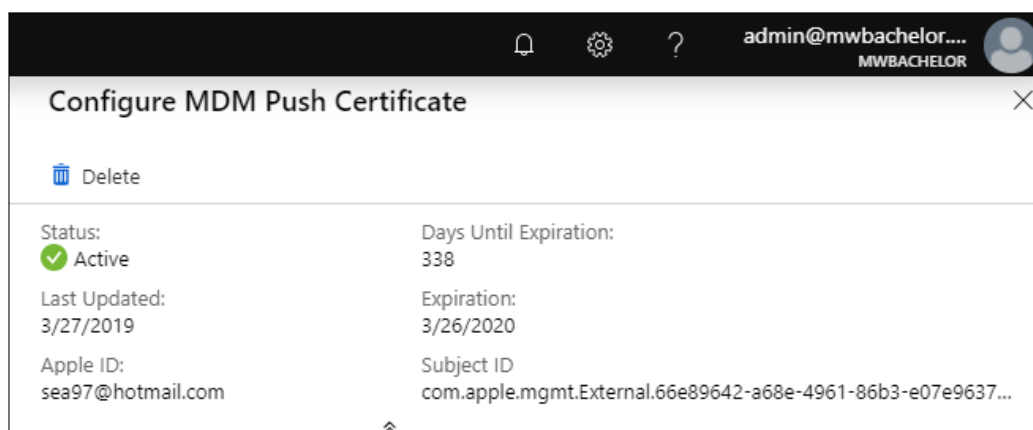 admin@mwbachelor....
MWBACHELOR
Configure MDM Push Certificate
Delete
Status:
Active
Days Until Expiration:
338
Last Updated:
3/27/2019
Expiration:
3/26/2020
Apple ID:
sea97@hotmail.com
Subject ID
com.apple.mgmt.External.66e89642-a68e-4961-86b3-e07e9637...